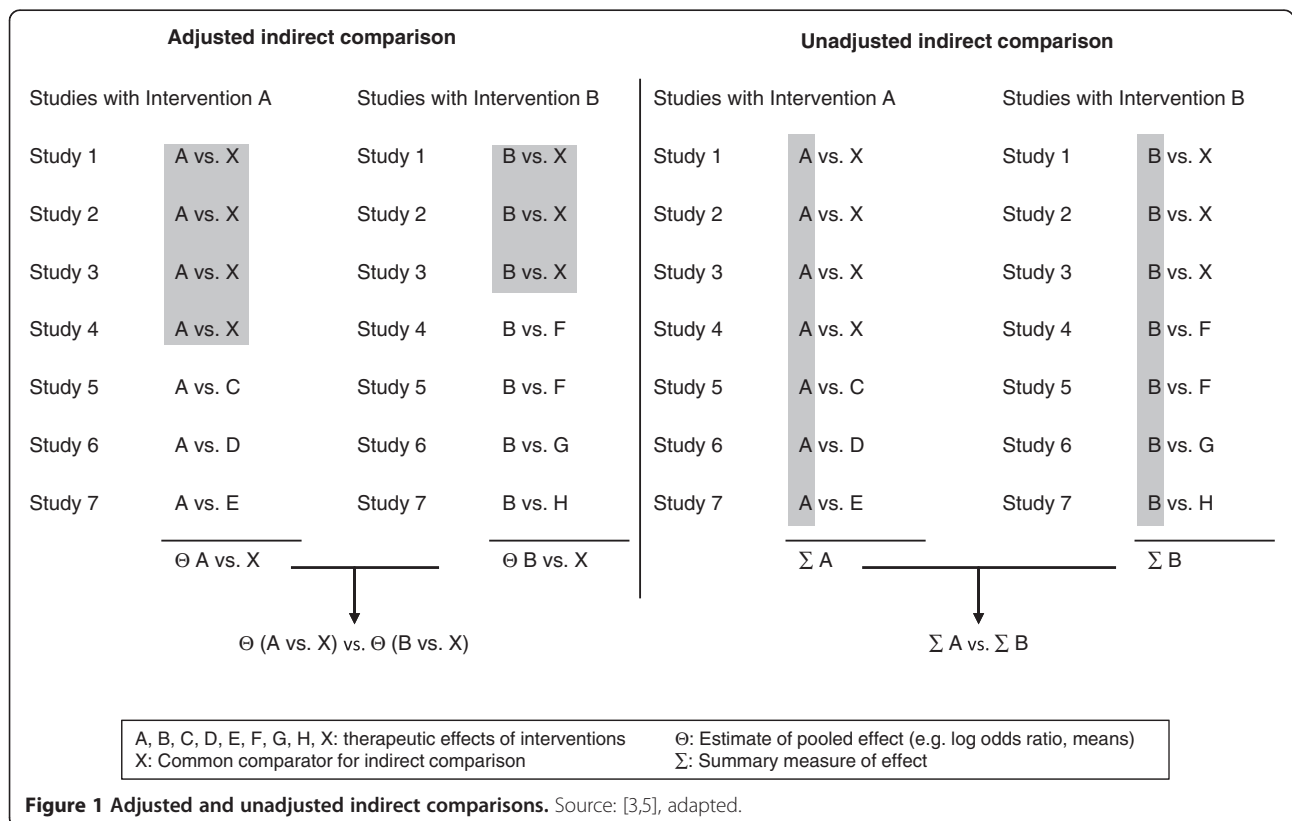 Adjusted indirect comparison
Unadjusted indirect comparison
Studies with Intervention A
Studies with Intervention B
Studies with Intervention A
Studies with Intervention B
Study 1 A vs. X Study 1 B vs. X Study 1 A vs. X Study 1 B vs. X
Study 2 A vs. X Study 2 B vs. X Study 2 A vs. X Study 2 B vs. X
Study 3 A vs. X Study 3 B vs. X Study 3 A vs. X Study 3 B vs. X
Study 4 A vs. X Study 4 B vs. F Study 4 A vs. X Study 4 B vs. F
Study 5 A vs. C Study 5 B vs. F Study 5 A vs. C Study 5 B vs. F
Study 6 A vs. D Study 6 B vs. G Study 6 A vs. D Study 6 B vs. G
Study 7 A vs. E Study 7 B vs. H Study 7 A vs. E Study 7 B vs. H
Θ A vs. X Θ B vs. X Σ A Σ B
Θ (A vs. X) vs. Θ (B vs. X) Σ A vs. Σ B
A, B, C, D, E, F, G, H, X: therapeutic effects of interventions
X: Common comparator for indirect comparison
Θ: Estimate of pooled effect (e.g. log odds ratio, means)
Σ: Summary measure of effect
Figure 1 Adjusted and unadjusted indirect comparisons. Source: [3,5], adapted.